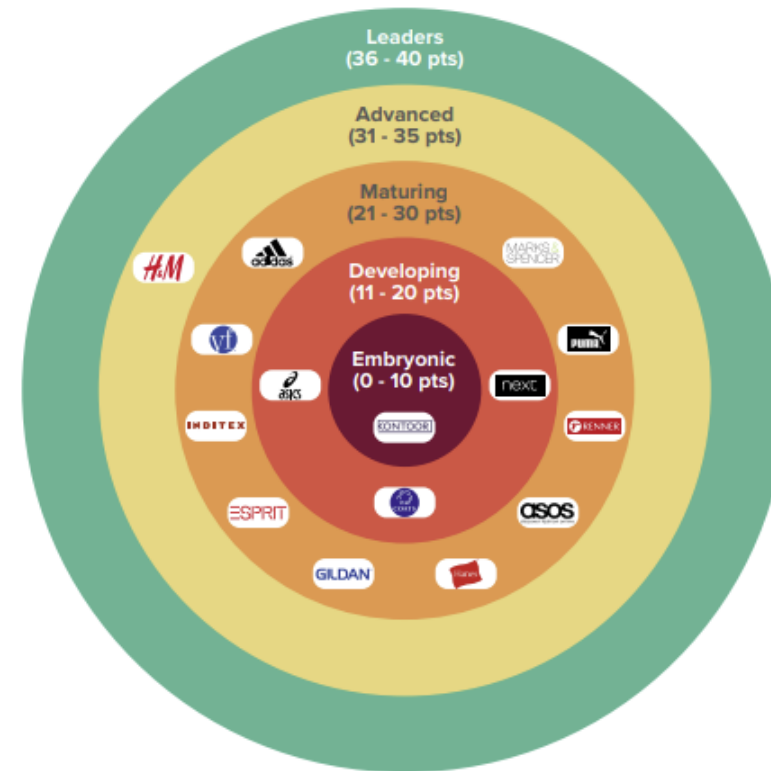 Leaders
(36 - 40 pts)
Advanced
(31 - 35 pts)
Maturing
(21 - 30 pts)
H&M
adidas
MARKS&
SPENCER
Developing
(11 - 20 pts)
vf
PUMA
Embryonic
(0 - 10 pts)
asics
next
INDITEX
KONTOOR
RENNER
ESPRIT
COATS
asos
GILDAN
Hanes